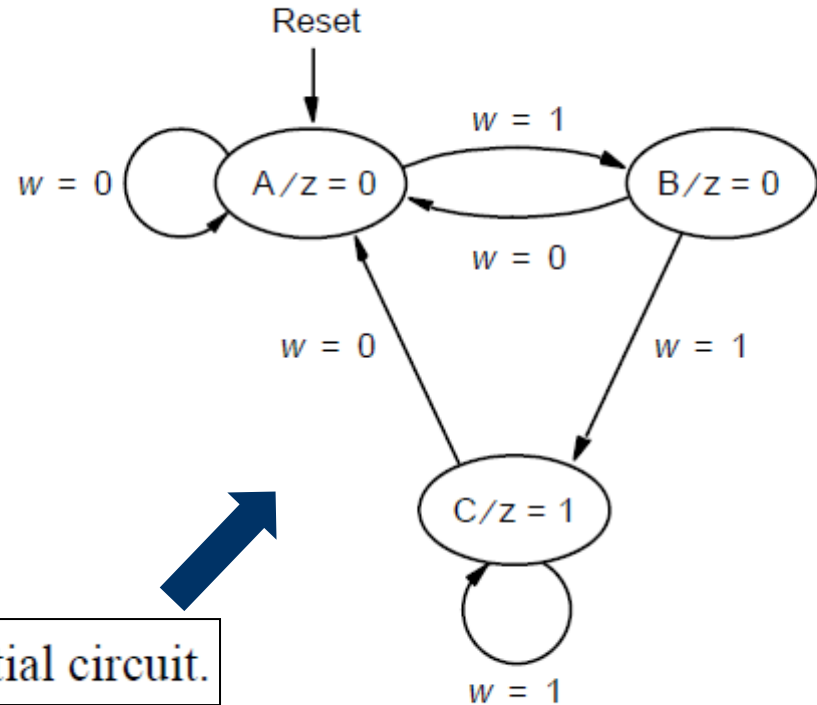 Reset
w = 1
w = 0
A/z = 0
B/z = 0
w = 0
w = 0
w = 1
C/z = 1
tial circuit.
w = 1